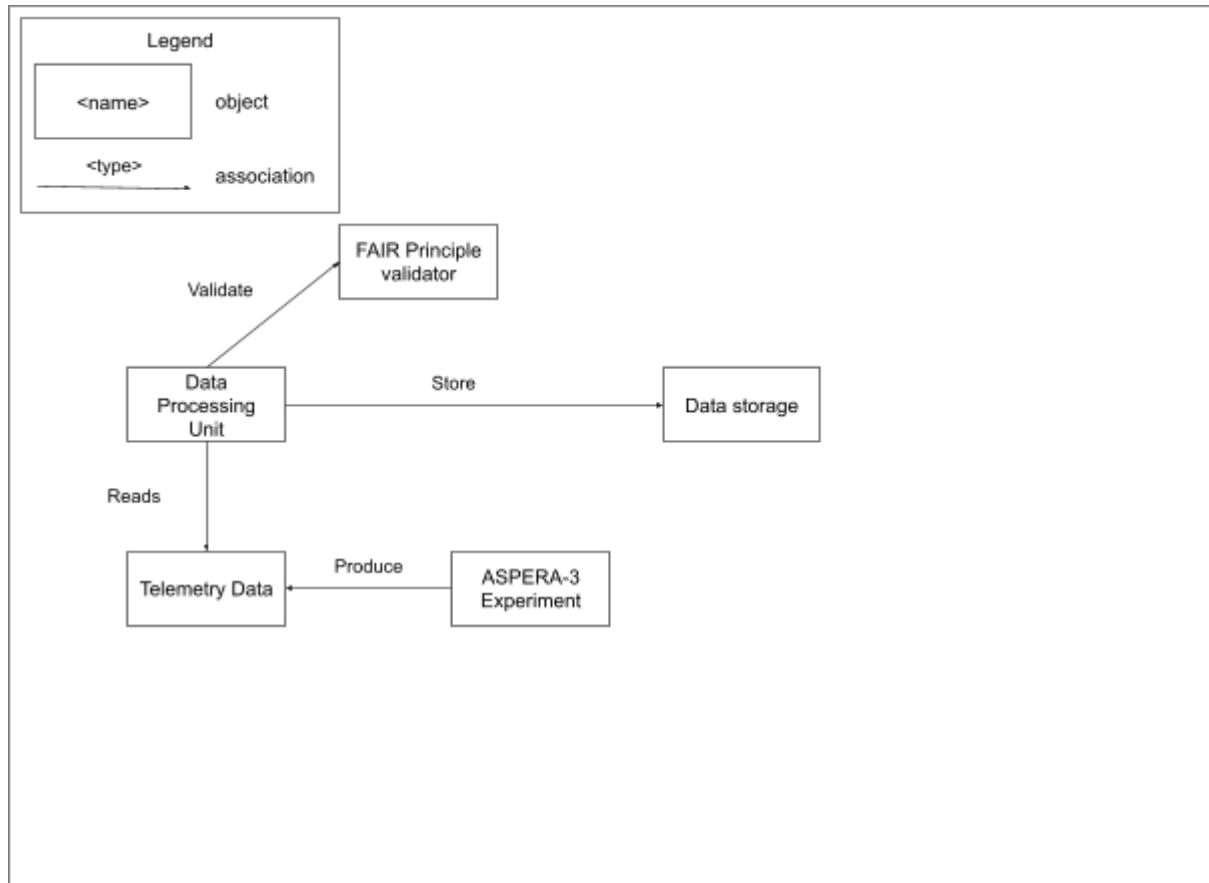 Legend
<name>
object
<type>
association
FAIR Principle
validator
Validate
Data
Processing
Unit
Store
Data storage
Reads
Telemetry Data
Produce
ASPERA-3
Experiment